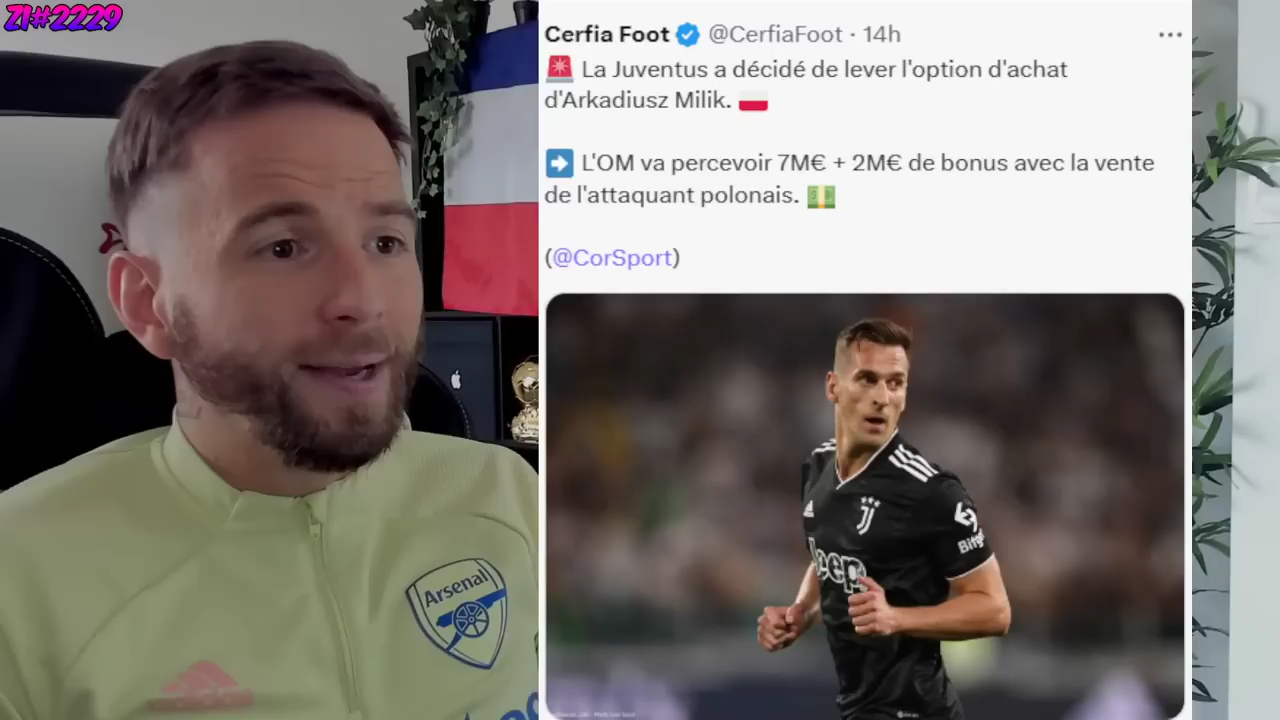 ZI#2229
Cerfia Foot @CerfiaFoot · 14h
🚨 La Juventus a décidé de lever l'option d'achat
d'Arkadiusz Milik. 🇵🇱
➡️ L'OM va percevoir 7M€ + 2M€ de bonus avec la vente
de l'attaquant polonais. 💵
(@CorSport)
Arsenal
Jeep